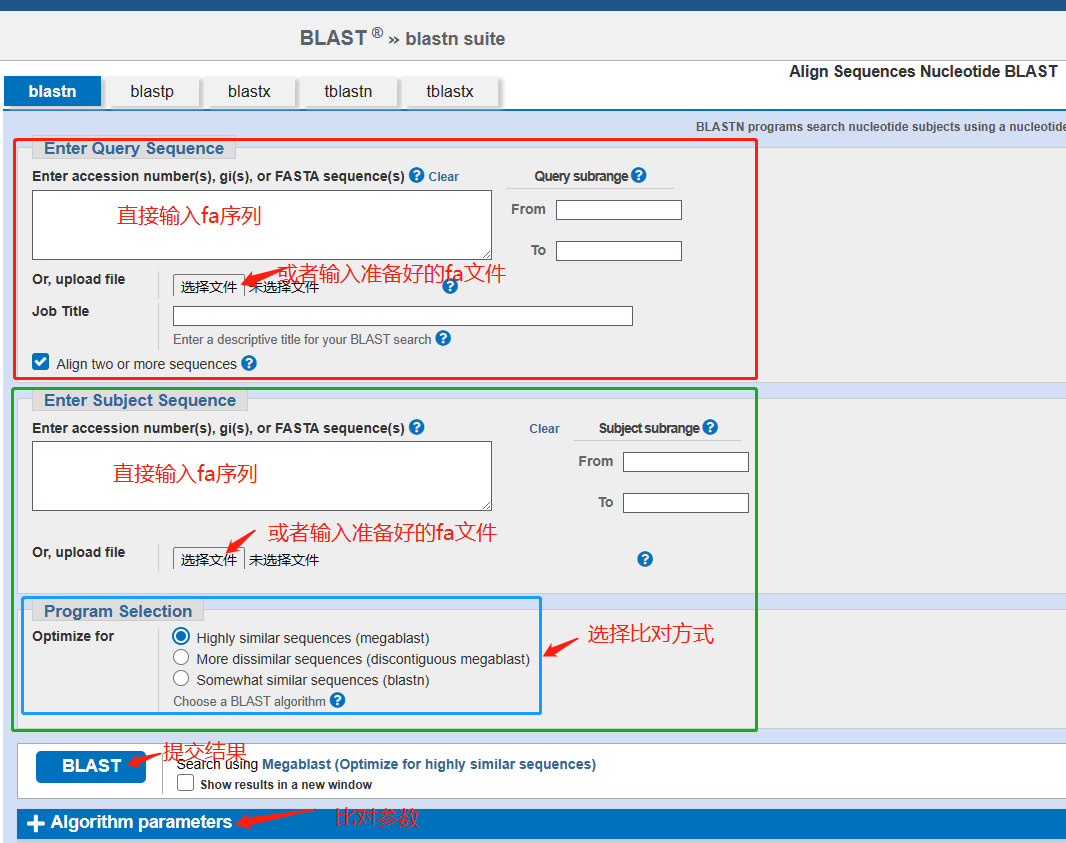 BLAST ® » blastn suite
Align Sequences Nucleotide BLAST
blastn
blastp
blastx
tblastn
tblastx
BLASTN programs search nucleotide subjects using a nucleotide
Enter Query Sequence
Enter accession number(s), gi(s), or FASTA sequence(s) ? Clear
Query subrange ?
直接输入fa序列
From
To
或者输入准备好的fa文件
Or, upload file
选择文件 未选择文件 ?
Job Title
Enter a descriptive title for your BLAST search ?
Align two or more sequences ?
Enter Subject Sequence
Enter accession number(s), gi(s), or FASTA sequence(s) ?
Clear
Subject subrange ?
直接输入fa序列
From
To
或者输入准备好的fa文件
Or, upload file
选择文件 未选择文件 ?
Program Selection
Optimize for
Highly similar sequences (megablast)
More dissimilar sequences (discontiguous megablast)
Somewhat similar sequences (blastn)
Choose a BLAST algorithm ?
选择比对方式
提交结果
BLAST
Search using Megablast (Optimize for highly similar sequences)
Show results in a new window
+ Algorithm parameters
比对参数